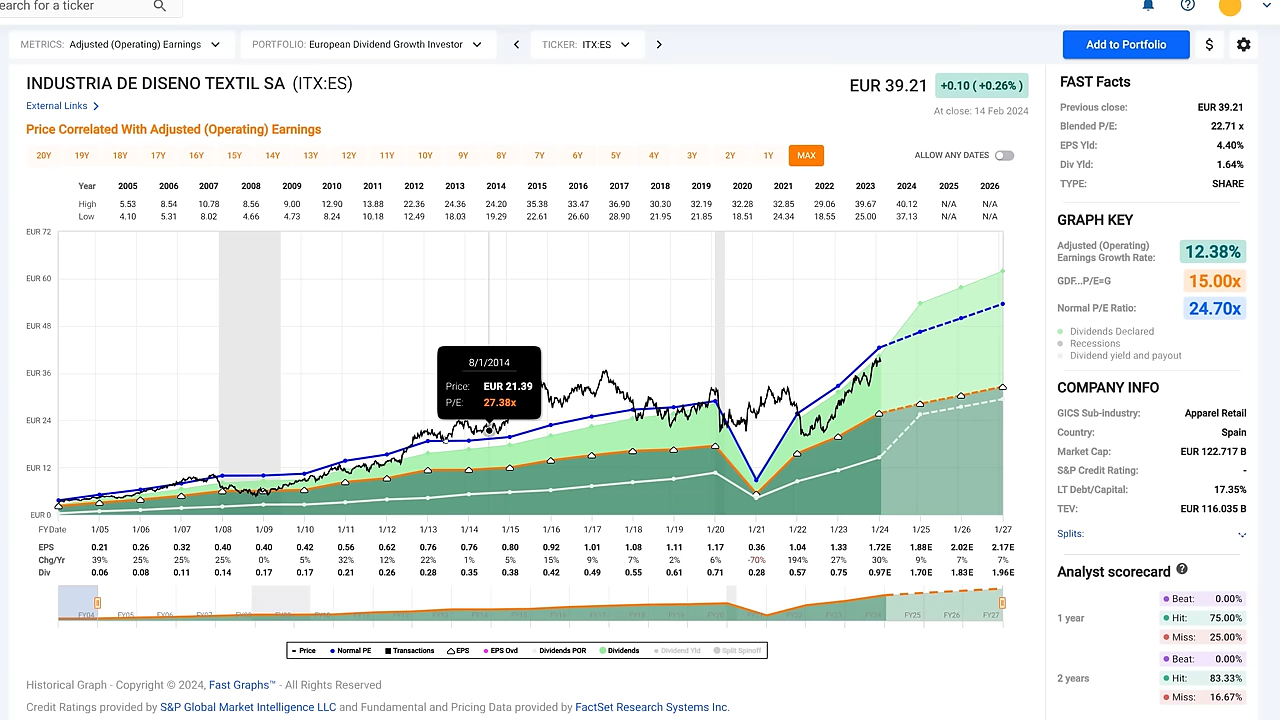 earch for a ticker
METRICS: Adjusted (Operating) Earnings PORTFOLIO: European Dividend Growth Investor TICKER: ITX:ES Add to Portfolio $
INDUSTRIA DE DISENO TEXTIL SA (ITX:ES) EUR 39.21 +0.10 ( +0.26% )
External Links
At close: 14 Feb 2024
Price Correlated With Adjusted (Operating) Earnings
20Y 19Y 18Y 17Y 16Y 15Y 14Y 13Y 12Y 11Y 10Y 9Y 8Y 7Y 6Y 5Y 4Y 3Y 2Y 1Y MAX ALLOW ANY DATES
Year 2005 2006 2007 2008 2009 2010 2011 2012 2013 2014 2015 2016 2017 2018 2019 2020 2021 2022 2023 2024 2025 2026
High 5.53 8.54 10.78 8.56 9.00 12.90 13.88 22.36 24.36 24.20 35.38 33.47 36.90 30.30 32.19 32.28 32.85 29.06 39.67 40.12 N/A N/A
Low 4.10 5.31 8.02 4.66 4.73 8.24 10.18 12.49 18.03 19.29 22.61 26.60 28.90 21.95 21.85 18.51 24.34 18.55 25.00 37.13 N/A N/A
EUR 72
EUR 60
EUR 48
EUR 36
EUR 24
EUR 12
EUR 0
8/1/2014
Price: EUR 21.39
P/E: 27.38x
FY Date 1/05 1/06 1/07 1/08 1/09 1/10 1/11 1/12 1/13 1/14 1/15 1/16 1/17 1/18 1/19 1/20 1/21 1/22 1/23 1/24 1/25 1/26 1/27
EPS 0.21 0.26 0.32 0.40 0.40 0.42 0.56 0.62 0.76 0.76 0.80 0.92 1.01 1.08 1.11 1.17 0.36 1.04 1.33 1.72E 1.88E 2.02E 2.17E
Chg/Yr 39% 25% 25% 25% 0% 5% 32% 12% 22% 1% 5% 15% 9% 7% 2% 6% -70% 194% 27% 30% 9% 7% 7%
Div 0.06 0.08 0.11 0.14 0.17 0.17 0.21 0.26 0.28 0.35 0.38 0.42 0.49 0.55 0.61 0.71 0.28 0.57 0.75 0.97E 1.70E 1.83E 1.96E
FY04 FY05 FY06 FY07 FY25 FY26 FY27
Price Normal PE Transactions EPS EPS Ovd Dividends POR Dividends Dividend Yld Split Spinoff
Historical Graph - Copyright © 2024, Fast Graphs™ - All Rights Reserved
Credit Ratings provided by S&P Global Market Intelligence LLC and Fundamental and Pricing Data provided by FactSet Research Systems Inc.
FAST Facts
Previous close: EUR 39.21
Blended P/E: 22.71 x
EPS Yld: 4.40%
Div Yld: 1.64%
TYPE: SHARE
GRAPH KEY
Adjusted (Operating)
Earnings Growth Rate: 12.38%
GDF...P/E=G 15.00x
Normal P/E Ratio: 24.70x
Dividends Declared
Recessions
Dividend yield and payout
COMPANY INFO
GICS Sub-industry: Apparel Retail
Country: Spain
Market Cap: EUR 122.717 B
S&P Credit Rating: -
LT Debt/Capital: 17.35%
TEV: EUR 116.035 B
Splits:
Analyst scorecard
1 year
Beat: 0.00%
Hit: 75.00%
Miss: 25.00%
2 years
Beat: 0.00%
Hit: 83.33%
Miss: 16.67%